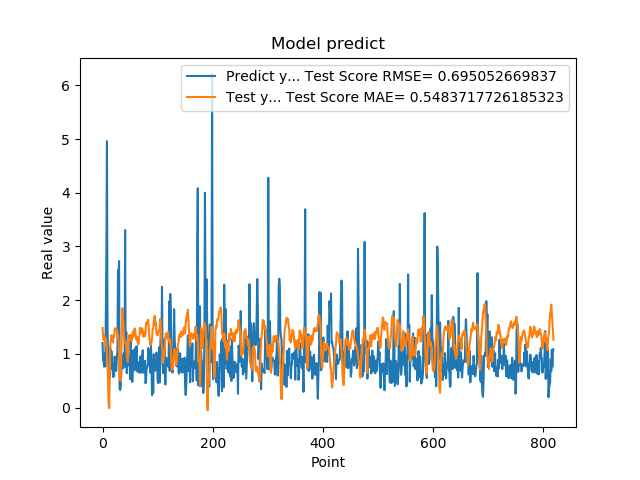 Model predict
Predict y... Test Score RMSE= 0.695052669837
Test y... Test Score MAE= 0.5483717726185323
6
5
4
3
2
1
0
Real value
0 200 400 600 800
Point